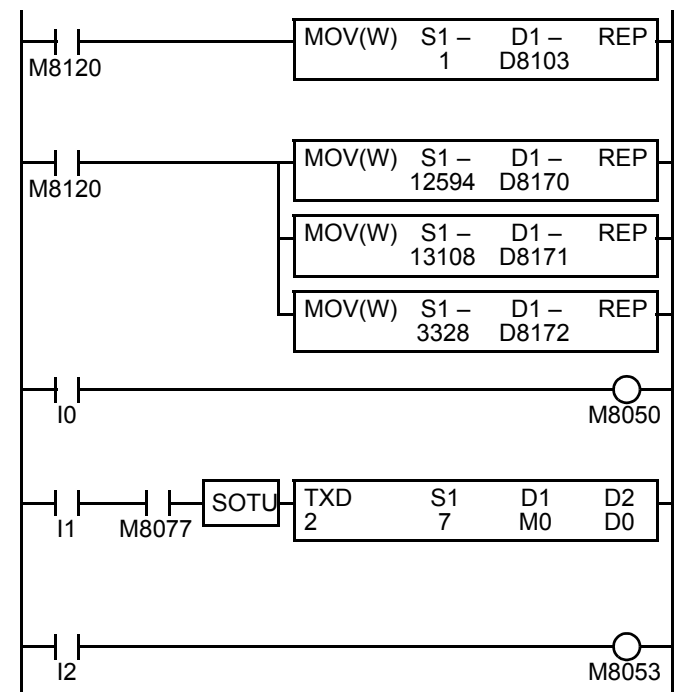 MOV(W) S1 – D1 – REP
1 D8103
M8120
MOV(W) S1 – D1 – REP
12594 D8170
M8120
MOV(W) S1 – D1 – REP
13108 D8171
MOV(W) S1 – D1 – REP
3328 D8172
I0 M8050
SOTU TXD S1 D1 D2
2 7 M0 D0
I1 M8077
I2 M8053